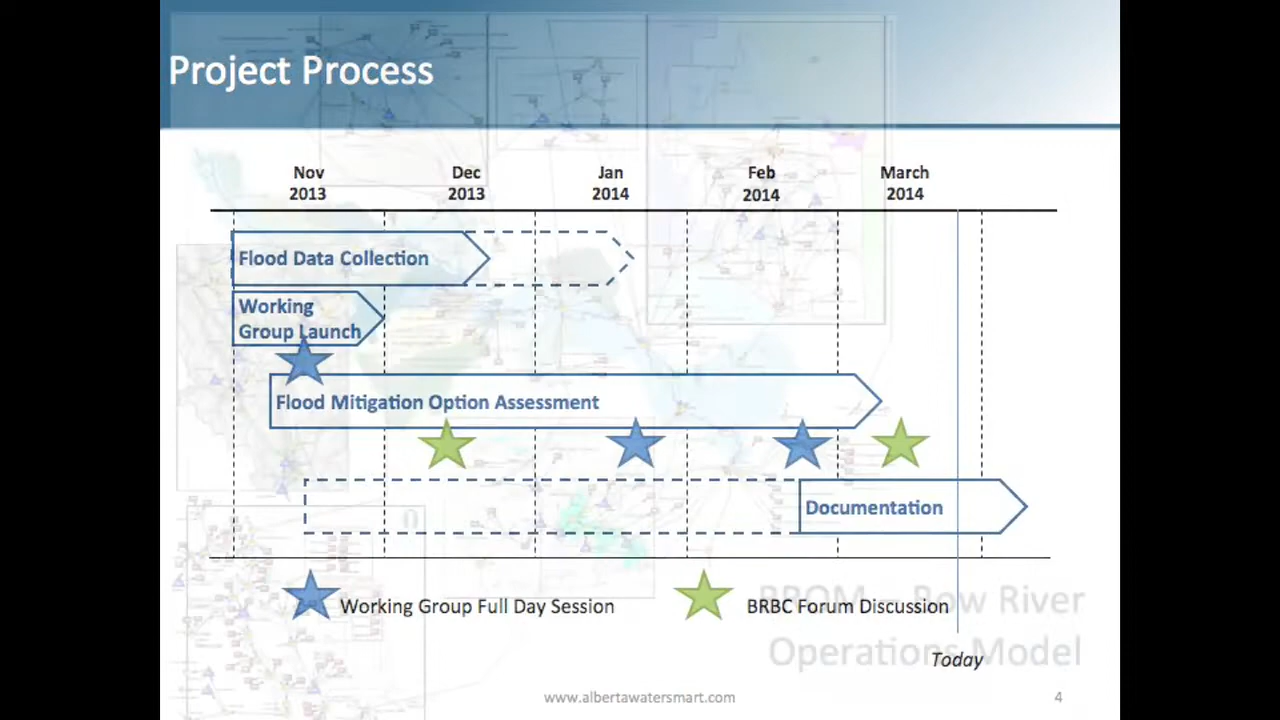 Project Process
Nov Dec Jan Feb March
2013 2013 2014 2014 2014
Flood Data Collection
Working
Group Launch
Flood Mitigation Option Assessment
Documentation
Working Group Full Day Session BRBC Forum Discussion
BROM – Bow River
Operations Model
Today
www.albertawatersmart.com 4